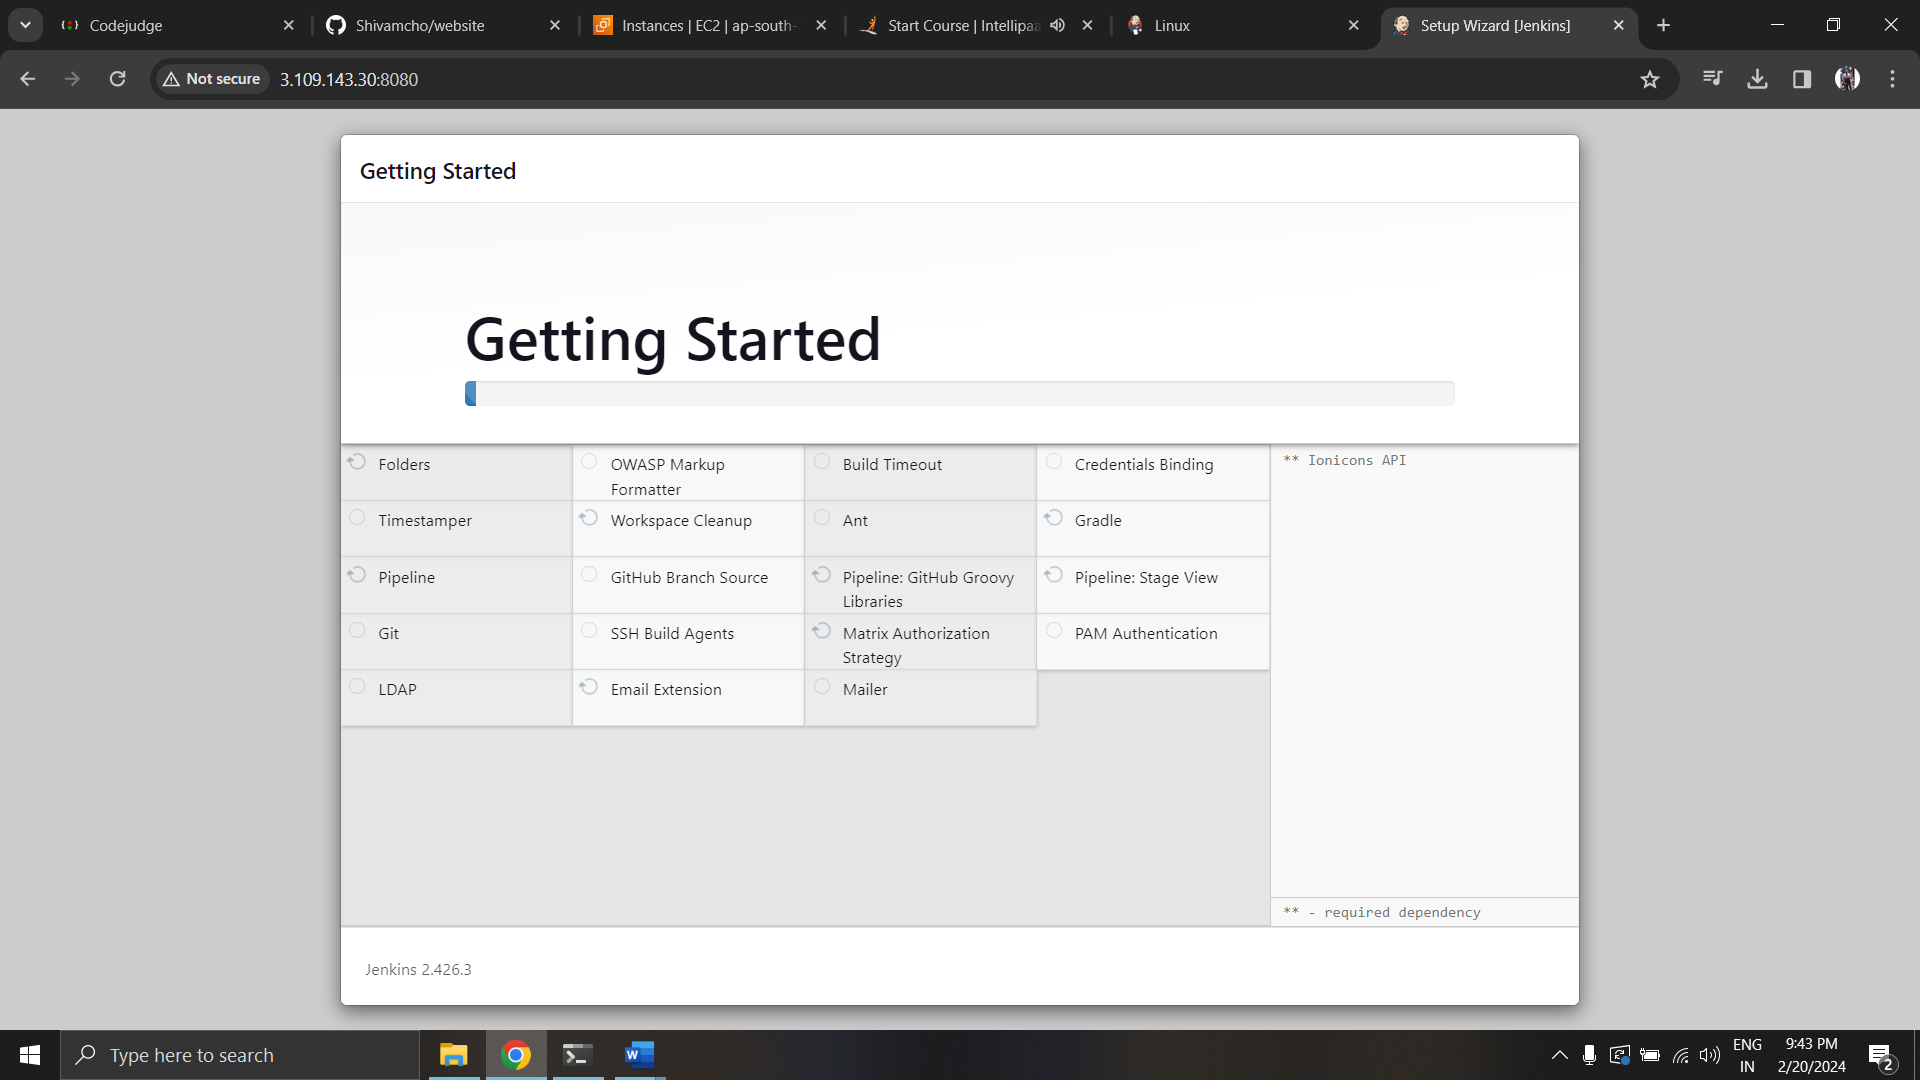 Codejudge
Shivamcho/website
Instances | EC2 | ap-south-
Start Course | Intellipaa
Linux
Setup Wizard [Jenkins]
Not secure
3.109.143.30:8080
Getting Started
Getting Started
Folders
OWASP Markup
Formatter
Build Timeout
Credentials Binding
** Ionicons API
Timestamper
Workspace Cleanup
Ant
Gradle
Pipeline
GitHub Branch Source
Pipeline: GitHub Groovy
Libraries
Pipeline: Stage View
Git
SSH Build Agents
Matrix Authorization
Strategy
PAM Authentication
LDAP
Email Extension
Mailer
** - required dependency
Jenkins 2.426.3
Type here to search
W
ENG
IN
9:43 PM
2/20/2024
2